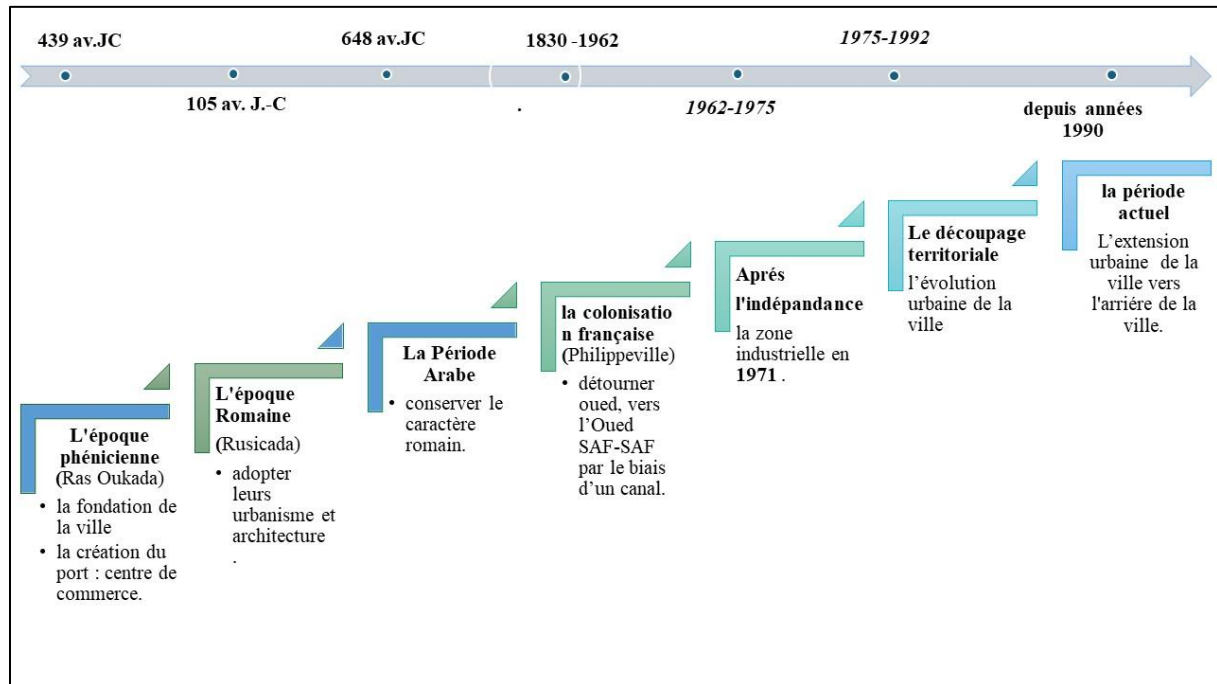 439 av.JC
648 av.JC
1830 -1962
1975-1992
105 av. J.-C
.
1962-1975
depuis années
1990
L'époque
phénicienne
(Ras Oukada)
• la fondation de
la ville
• la création du
port : centre de
commerce.
L'époque
Romaine
(Rusicada)
• adopter
leurs
urbanisme et
architecture
.
La Période
Arabe
• conserver le
caractère
romain.
la colonisatio
n française
(Philippeville)
• détourner
oued, vers
l’Oued
SAF-SAF
par le biais
d’un canal.
Aprés
l'indépandance
la zone
industrielle en
1971 .
Le découpage
territoriale
l’évolution
urbaine de la
ville
la période
actuel
L’extension
urbaine de la
ville vers
l'arriére de la
ville.